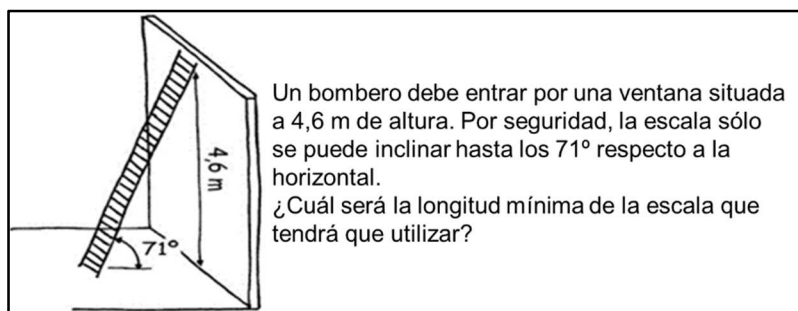 Un bombero debe entrar por una ventana situada
a 4,6 m de altura. Por seguridad, la escala sólo
se puede inclinar hasta los 71º respecto a la
horizontal.
¿Cuál será la longitud mínima de la escala que
tendrá que utilizar?
4,6 m
71º